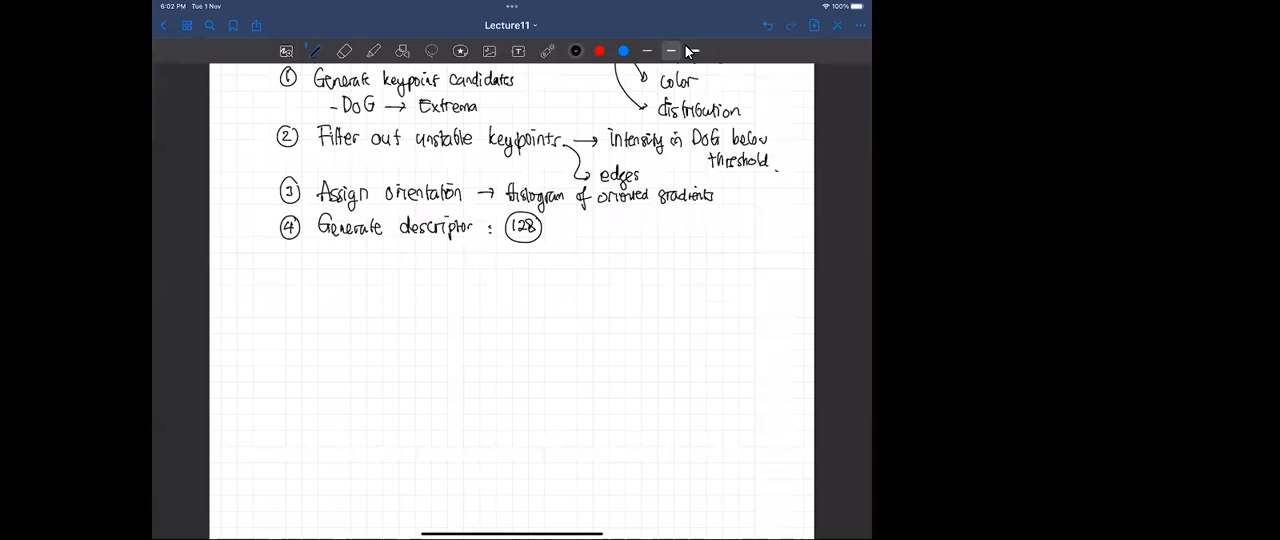 6:02 PM Tue 1 Nov
100%
Lecture11
① Generate keypoint candidates
color
- DoG → Extrema
distribution
② Filter out unstable keypoints → intensity in DoG below
threshold.
edges
③ Assign orientation → histogram of oriented gradients
④ Generate descriptor : 128